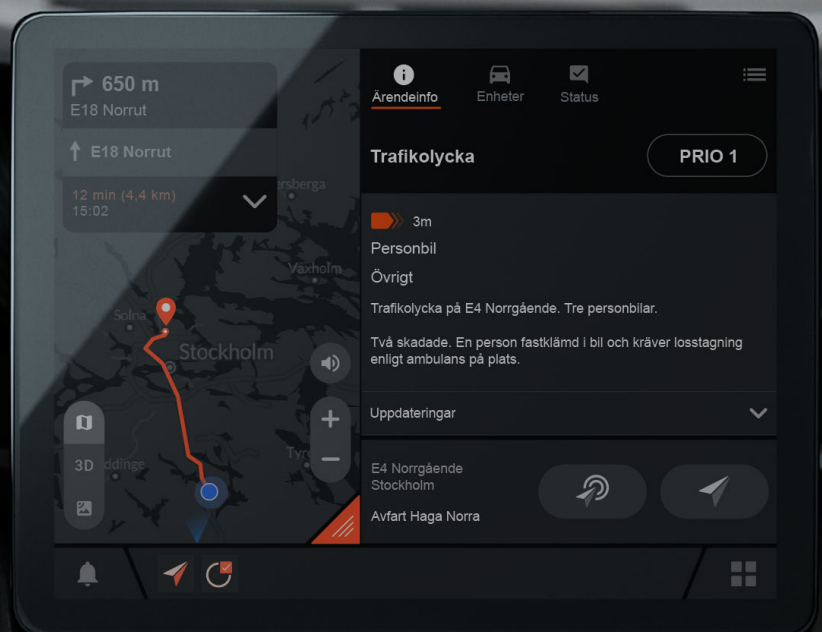 650 m
E18 Norrut
E18 Norrut
12 min (4,4 km)
15:02
ersberga
Vaxholm
Solna
Stockholm
3D
ddinge
Tyre
Ärendeinfo
Enheter
Status
Trafikolycka
PRIO 1
3m
Personbil
Övrigt
Trafikolycka på E4 Norrgående. Tre personbilar.
Två skadade. En person fastklämd i bil och kräver losstagning
enligt ambulans på plats.
Uppdateringar
E4 Norrgående
Stockholm
Avfart Haga Norra